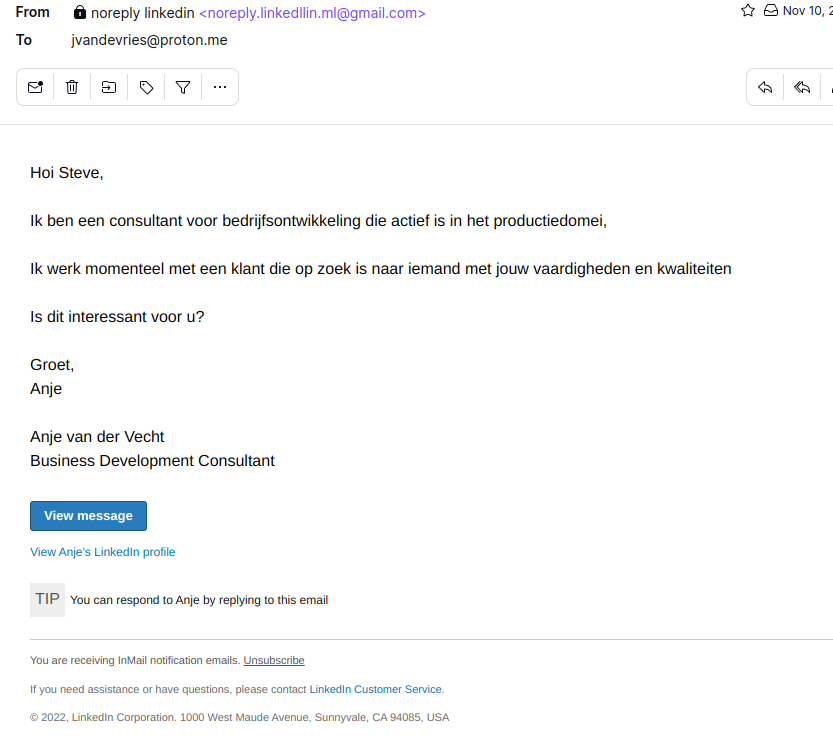 From noreply linkedin <noreply.linkedllin.ml@gmail.com> Nov 10, 2
To jvandevries@proton.me
Hoi Steve,
Ik ben een consultant voor bedrijfsontwikkeling die actief is in het productiedomei,
Ik werk momenteel met een klant die op zoek is naar iemand met jouw vaardigheden en kwaliteiten
Is dit interessant voor u?
Groet,
Anje
Anje van der Vecht
Business Development Consultant
View message
View Anje's LinkedIn profile
TIP You can respond to Anje by replying to this email
You are receiving InMail notification emails. Unsubscribe
If you need assistance or have questions, please contact LinkedIn Customer Service.
© 2022, LinkedIn Corporation. 1000 West Maude Avenue, Sunnyvale, CA 94085, USA